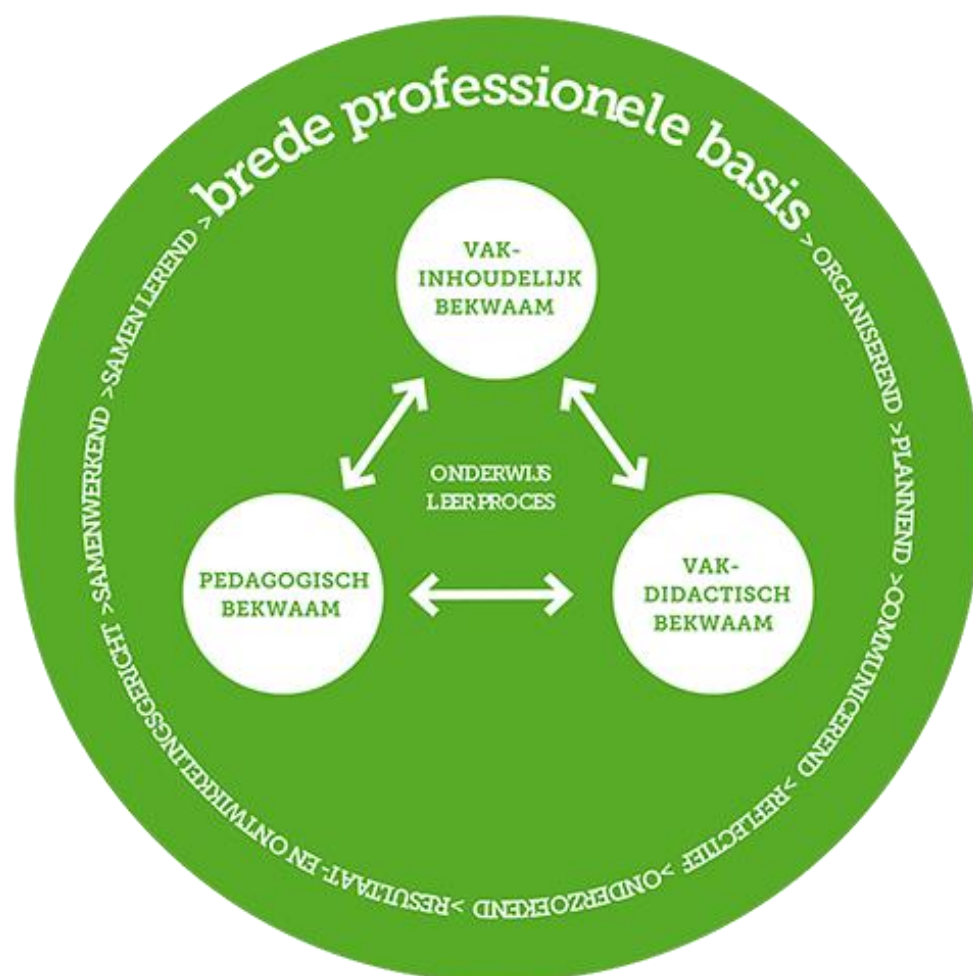 brede professionele basis
> ORGANISEREND >PLANNEND >COMMUNICEREND >REFLECTIEF >ONDERZOEKEND >RESULTAAT- EN ONTWIKKELINGSGERICHT >SAMENWERKEND >SAMEN LEREND >
VAK-
INHOUDELIJK
BEKWAAM
ONDERWIJS
LEERPROCES
PEDAGOGISCH
BEKWAAM
VAK-
DIDACTISCH
BEKWAAM